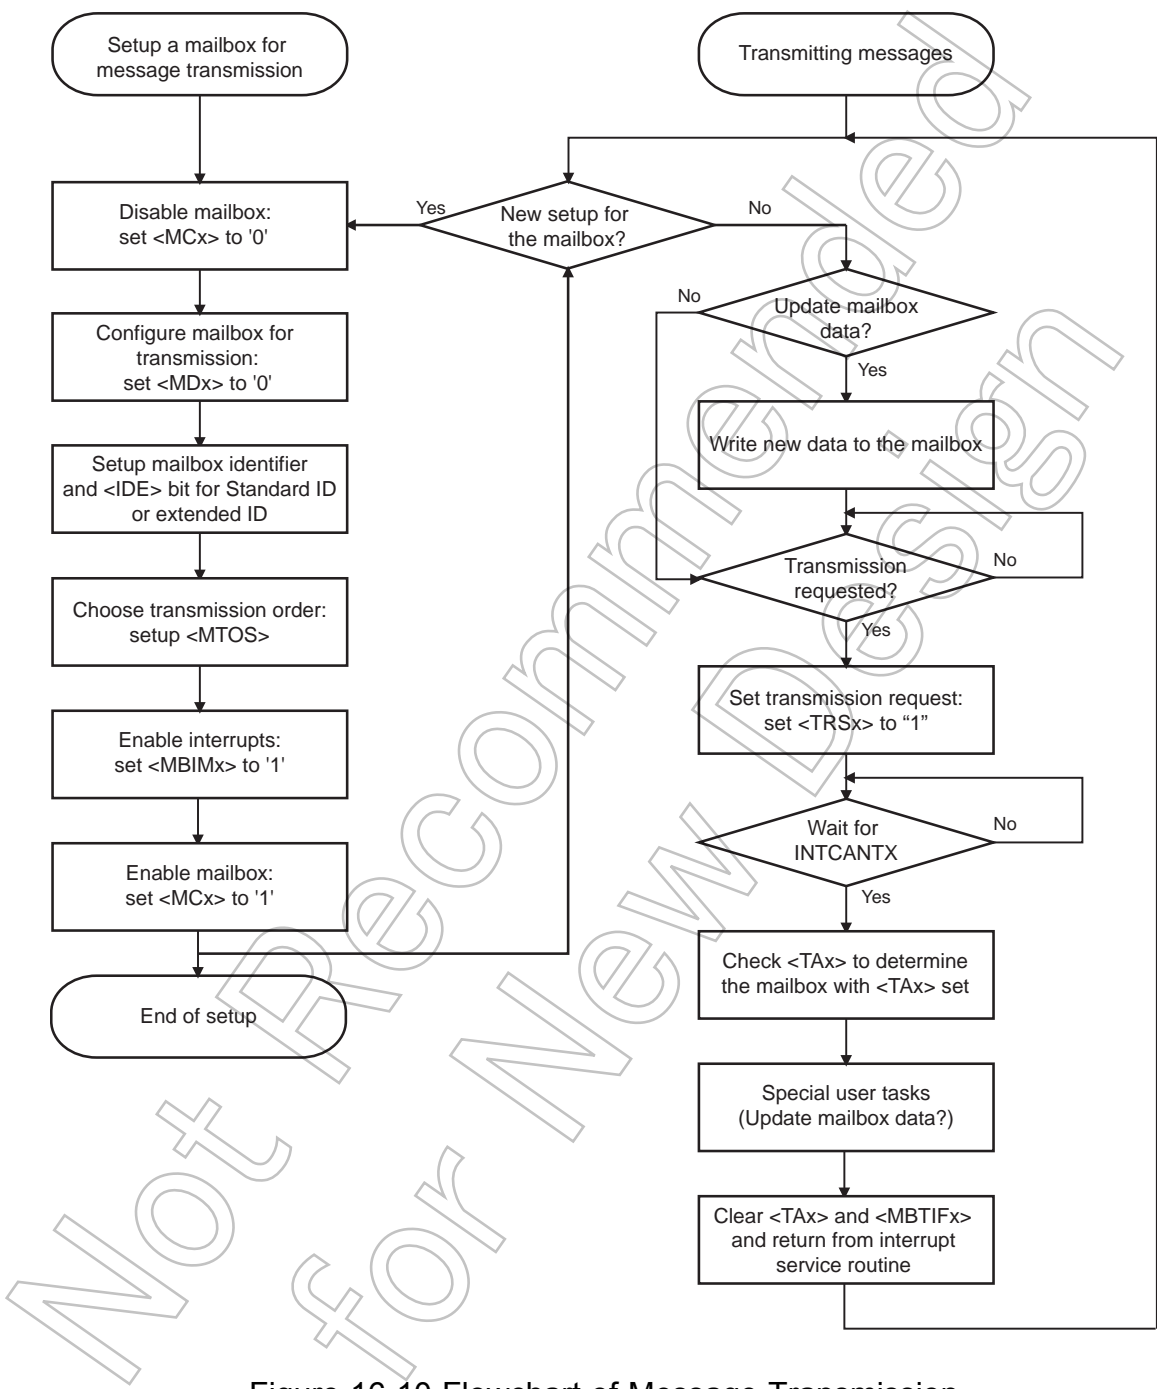 Setup a mailbox for
message transmission
Disable mailbox:
set <MCx> to '0'
Configure mailbox for
transmission:
set <MDx> to '0'
Setup mailbox identifier
and <IDE> bit for Standard ID
or extended ID
Choose transmission order:
setup <MTOS>
Enable interrupts:
set <MBIMx> to '1'
Enable mailbox:
set <MCx> to '1'
End of setup
Transmitting messages
Yes
New setup for
the mailbox?
No
No
Update mailbox
data?
Yes
Write new data to the mailbox
Transmission
requested?
No
Yes
Set transmission request:
set <TRSx> to “1”
Wait for
INTCANTX
No
Yes
Check <TAx> to determine
the mailbox with <TAx> set
Special user tasks
(Update mailbox data?)
Clear <TAx> and <MBTIFx>
and return from interrupt
service routine
Not Recommended
for New Design
Figure 16-10 Flowchart of Message Transmission